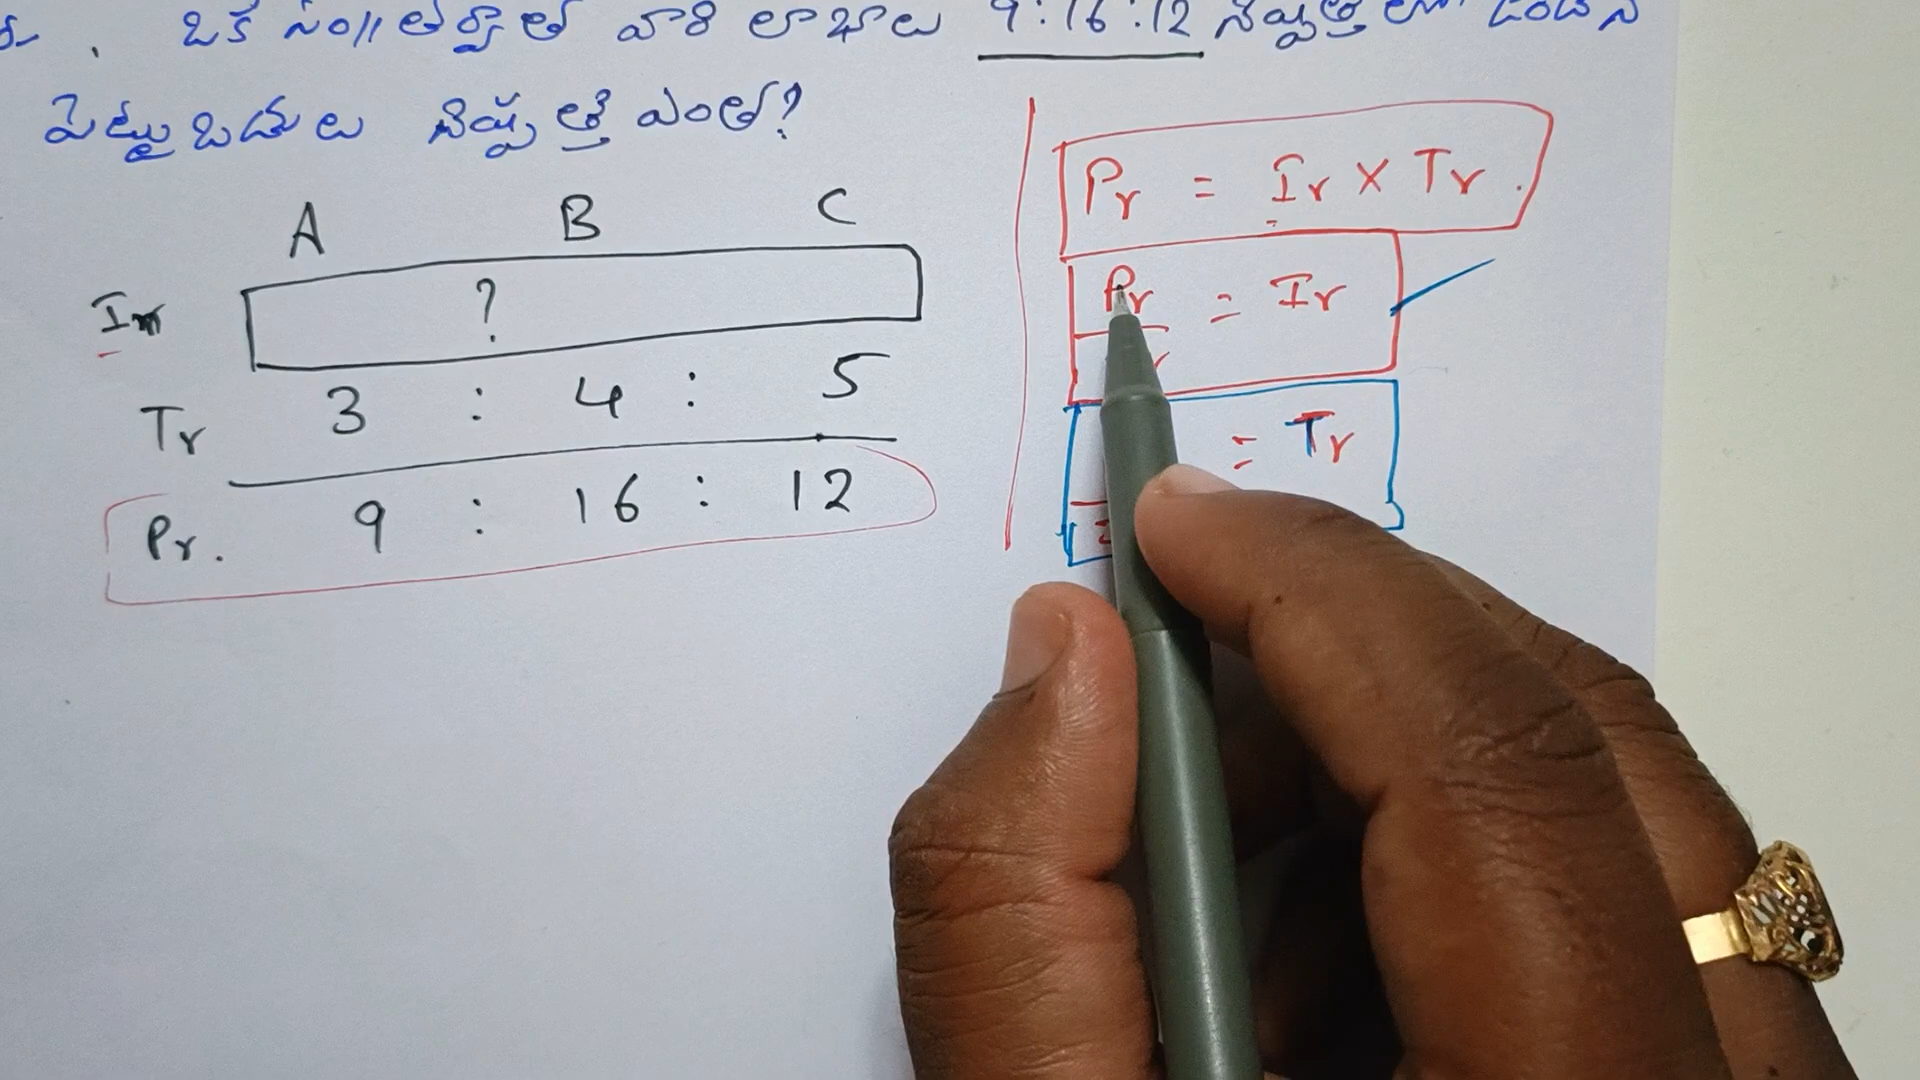 ఒక సం|| తర్వాత వారి లాభాలు 9:16:12 నిష్పత్తిలో
పెట్టుబడులు నిష్పత్తి ఎంత?
A B C
Ir ?
Tr 3 : 4 : 5
Pr. 9 : 16 : 12
Pr = Ir × Tr.
Pr = Ir
= Tr